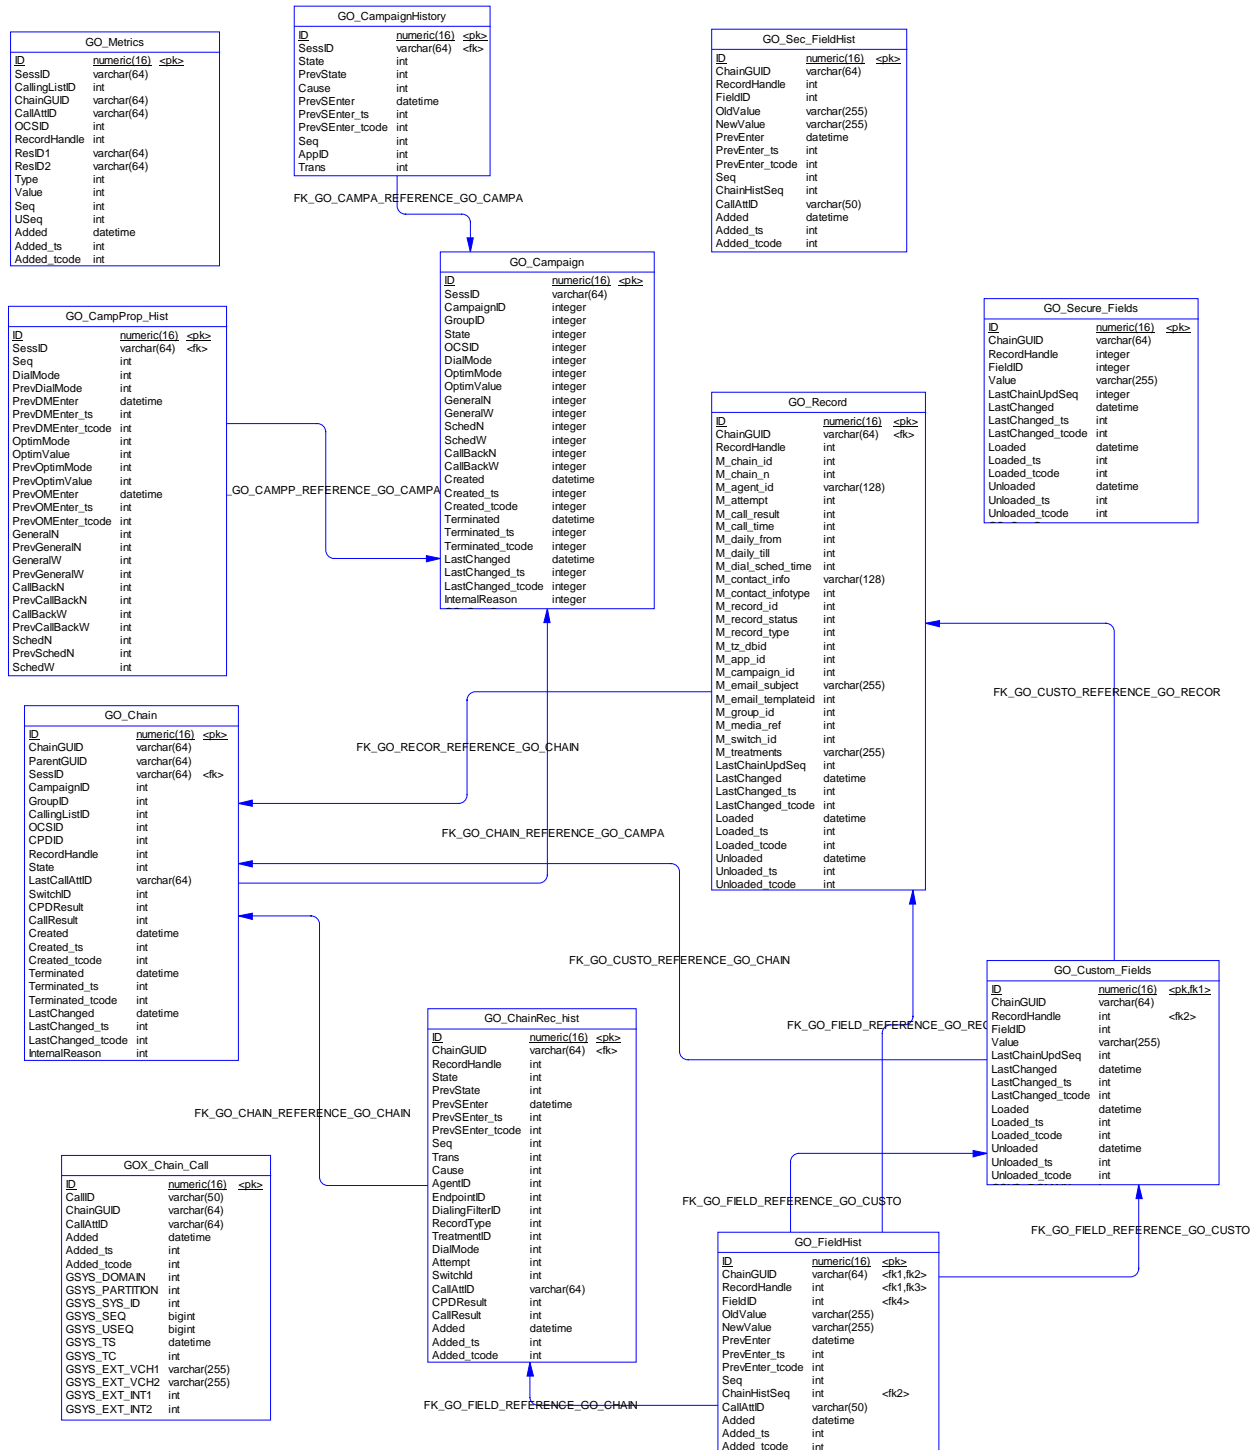 GO_CampaignHistory
ID numeric(16) <pk>
SessID varchar(64) <fk>
State int
PrevState int
Cause int
PrevSEnter datetime
PrevSEnter_ts int
PrevSEnter_tcode int
Seq int
AppID int
Trans int
GO_Metrics
ID numeric(16) <pk>
SessID varchar(64)
CallingListID int
ChainGUID varchar(64)
CallAttID varchar(64)
OCSID int
RecordHandle int
ResID1 varchar(64)
ResID2 varchar(64)
Type int
Value int
Seq int
USeq int
Added datetime
Added_ts int
Added_tcode int
GO_Sec_FieldHist
ID numeric(16) <pk>
ChainGUID varchar(64)
RecordHandle int
FieldID int
OldValue varchar(255)
NewValue varchar(255)
PrevEnter datetime
PrevEnter_ts int
PrevEnter_tcode int
Seq int
ChainHistSeq int
CallAttID varchar(50)
Added datetime
Added_ts int
Added_tcode int
FK_GO_CAMPA_REFERENCE_GO_CAMPA
GO_Campaign
ID numeric(16) <pk>
SessID varchar(64)
CampaignID integer
GroupID integer
State integer
OCSID integer
DialMode integer
OptimMode integer
OptimValue integer
GeneralN integer
GeneralW integer
SchedN integer
SchedW integer
CallBackN integer
CallBackW integer
Created datetime
Created_ts integer
Created_tcode integer
Terminated datetime
Terminated_ts integer
Terminated_tcode integer
LastChanged datetime
LastChanged_ts integer
LastChanged_tcode integer
InternalReason integer
GO_CampProp_Hist
ID numeric(16) <pk>
SessID varchar(64) <fk>
Seq int
DialMode int
PrevDialMode int
PrevDMEnter datetime
PrevDMEnter_ts int
PrevDMEnter_tcode int
OptimMode int
OptimValue int
PrevOptimMode int
PrevOptimValue int
PrevOMEnter datetime
PrevOMEnter_ts int
PrevOMEnter_tcode int
GeneralN int
PrevGeneralN int
GeneralW int
PrevGeneralW int
CallBackN int
PrevCallBackN int
CallBackW int
PrevCallBackW int
SchedN int
PrevSchedN int
SchedW int
_GO_CAMPP_REFERENCE_GO_CAMPA
GO_Secure_Fields
ID numeric(16) <pk>
ChainGUID varchar(64)
RecordHandle integer
FieldID integer
Value varchar(255)
LastChainUpdSeq integer
LastChanged datetime
LastChanged_ts int
LastChanged_tcode int
Loaded datetime
Loaded_ts int
Loaded_tcode int
Unloaded datetime
Unloaded_ts int
Unloaded_tcode int
GO_Record
ID numeric(16) <pk>
ChainGUID varchar(64) <fk>
RecordHandle int
M_chain_id int
M_chain_n int
M_agent_id varchar(128)
M_attempt int
M_call_result int
M_call_time int
M_daily_from int
M_daily_till int
M_dial_sched_time int
M_contact_info varchar(128)
M_contact_infotype int
M_record_id int
M_record_status int
M_record_type int
M_tz_dbid int
M_app_id int
M_campaign_id int
M_email_subject varchar(255)
M_email_templateid int
M_group_id int
M_media_ref int
M_switch_id int
M_treatments varchar(255)
LastChainUpdSeq int
LastChanged datetime
LastChanged_ts int
LastChanged_tcode int
Loaded datetime
Loaded_ts int
Loaded_tcode int
Unloaded datetime
Unloaded_ts int
Unloaded_tcode int
FK_GO_CUSTO_REFERENCE_GO_RECOR
GO_Chain
ID numeric(16) <pk>
ChainGUID varchar(64)
ParentGUID varchar(64)
SessID varchar(64) <fk>
CampaignID int
GroupID int
CallingListID int
OCSID int
CPDID int
RecordHandle int
State int
LastCallAttID varchar(64)
SwitchID int
CPDResult int
CallResult int
Created datetime
Created_ts int
Created_tcode int
Terminated datetime
Terminated_ts int
Terminated_tcode int
LastChanged datetime
LastChanged_ts int
LastChanged_tcode int
InternalReason int
FK_GO_RECOR_REFERENCE_GO_CHAIN
FK_GO_CHAIN_REFERENCE_GO_CAMPA
FK_GO_CUSTO_REFERENCE_GO_CHAIN
GO_Custom_Fields
ID numeric(16) <pk,fk1>
ChainGUID varchar(64)
RecordHandle int <fk2>
FieldID int
Value varchar(255)
LastChainUpdSeq int
LastChanged datetime
LastChanged_ts int
LastChanged_tcode int
Loaded datetime
Loaded_ts int
Loaded_tcode int
Unloaded datetime
Unloaded_ts int
Unloaded_tcode int
GO_ChainRec_hist
ID numeric(16) <pk>
ChainGUID varchar(64) <fk>
RecordHandle int
State int
PrevState int
PrevSEnter datetime
PrevSEnter_ts int
PrevSEnter_tcode int
Seq int
Trans int
Cause int
AgentID int
EndpointID int
DialingFilterID int
RecordType int
TreatmentID int
DialMode int
Attempt int
SwitchId int
CallAttID varchar(64)
CPDResult int
CallResult int
Added datetime
Added_ts int
Added_tcode int
FK_GO_FIELD_REFERENCE_GO_REC
FK_GO_CHAIN_REFERENCE_GO_CHAIN
GOX_Chain_Call
ID numeric(16) <pk>
CallID varchar(50)
ChainGUID varchar(64)
CallAttID varchar(64)
Added datetime
Added_ts int
Added_tcode int
GSYS_DOMAIN int
GSYS_PARTITION int
GSYS_SYS_ID int
GSYS_SEQ bigint
GSYS_USEQ bigint
GSYS_TS datetime
GSYS_TC int
GSYS_EXT_VCH1 varchar(255)
GSYS_EXT_VCH2 varchar(255)
GSYS_EXT_INT1 int
GSYS_EXT_INT2 int
FK_GO_FIELD_REFERENCE_GO_CUSTO
FK_GO_FIELD_REFERENCE_GO_CUSTO
GO_FieldHist
ID numeric(16) <pk>
ChainGUID varchar(64) <fk1,fk2>
RecordHandle int <fk1,fk3>
FieldID int <fk4>
OldValue varchar(255)
NewValue varchar(255)
PrevEnter datetime
PrevEnter_ts int
PrevEnter_tcode int
Seq int
ChainHistSeq int <fk2>
CallAttID varchar(50)
Added datetime
Added_ts int
Added_tcode int
FK_GO_FIELD_REFERENCE_GO_CHAIN